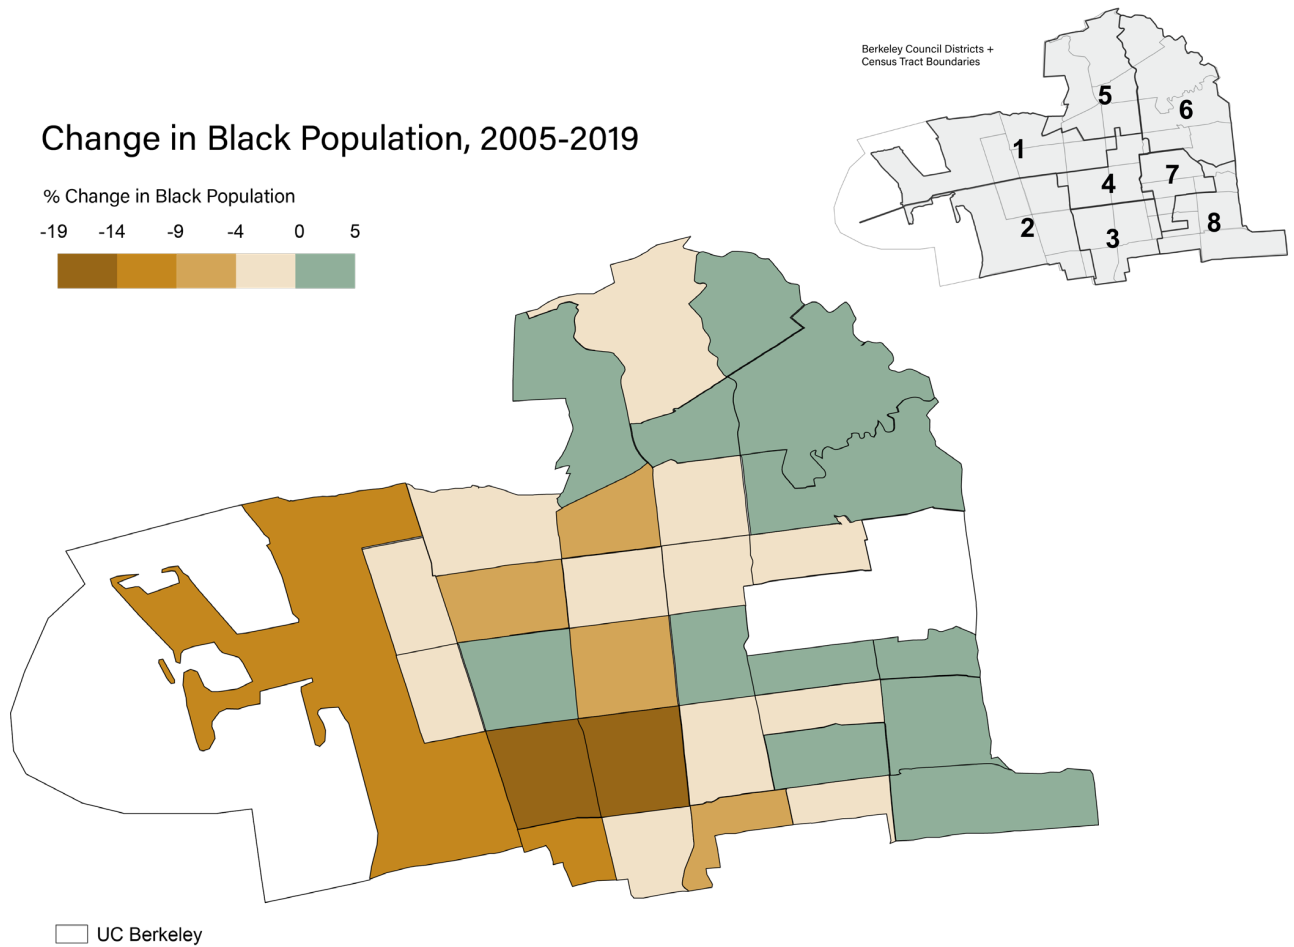 Berkeley Council Districts +
Census Tract Boundaries
5
6
1
7
4
2
3
8
Change in Black Population, 2005-2019
% Change in Black Population
-19 -14 -9 -4 0 5
UC Berkeley